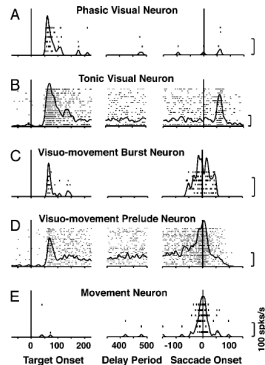 A Phasic Visual Neuron
B Tonic Visual Neuron
C Visuo-movement Burst Neuron
D Visuo-movement Prelude Neuron
E Movement Neuron
100 spks/s
0 100 200 400 500 -100 0 100
Target Onset Delay Period Saccade Onset